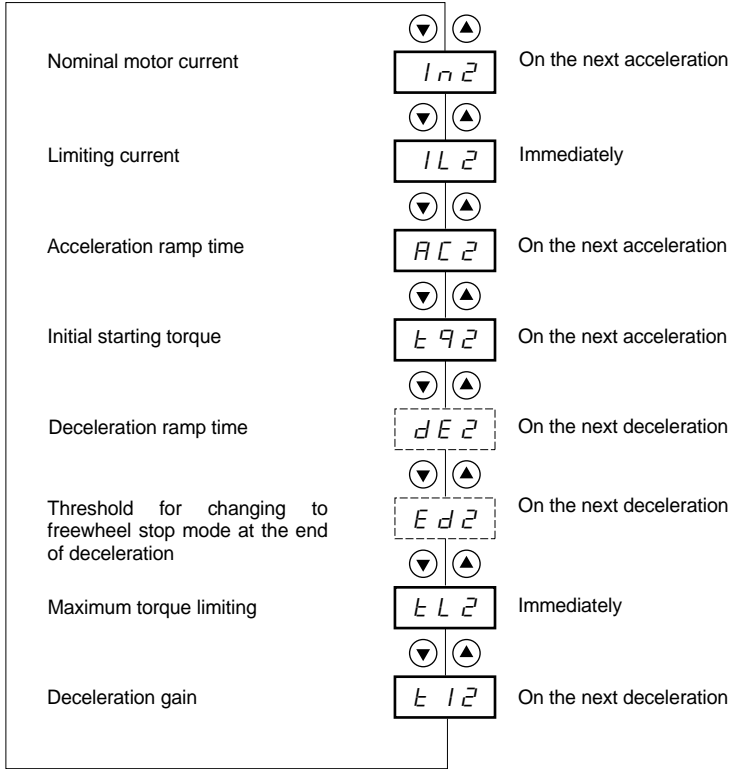 Nominal motor current In2 On the next acceleration
Limiting current IL2 Immediately
Acceleration ramp time AC2 On the next acceleration
Initial starting torque tq2 On the next acceleration
Deceleration ramp time dE2 On the next deceleration
Threshold for changing to
freewheel stop mode at the end
of deceleration
Ed2 On the next deceleration
Maximum torque limiting tL2 Immediately
Deceleration gain tI2 On the next deceleration